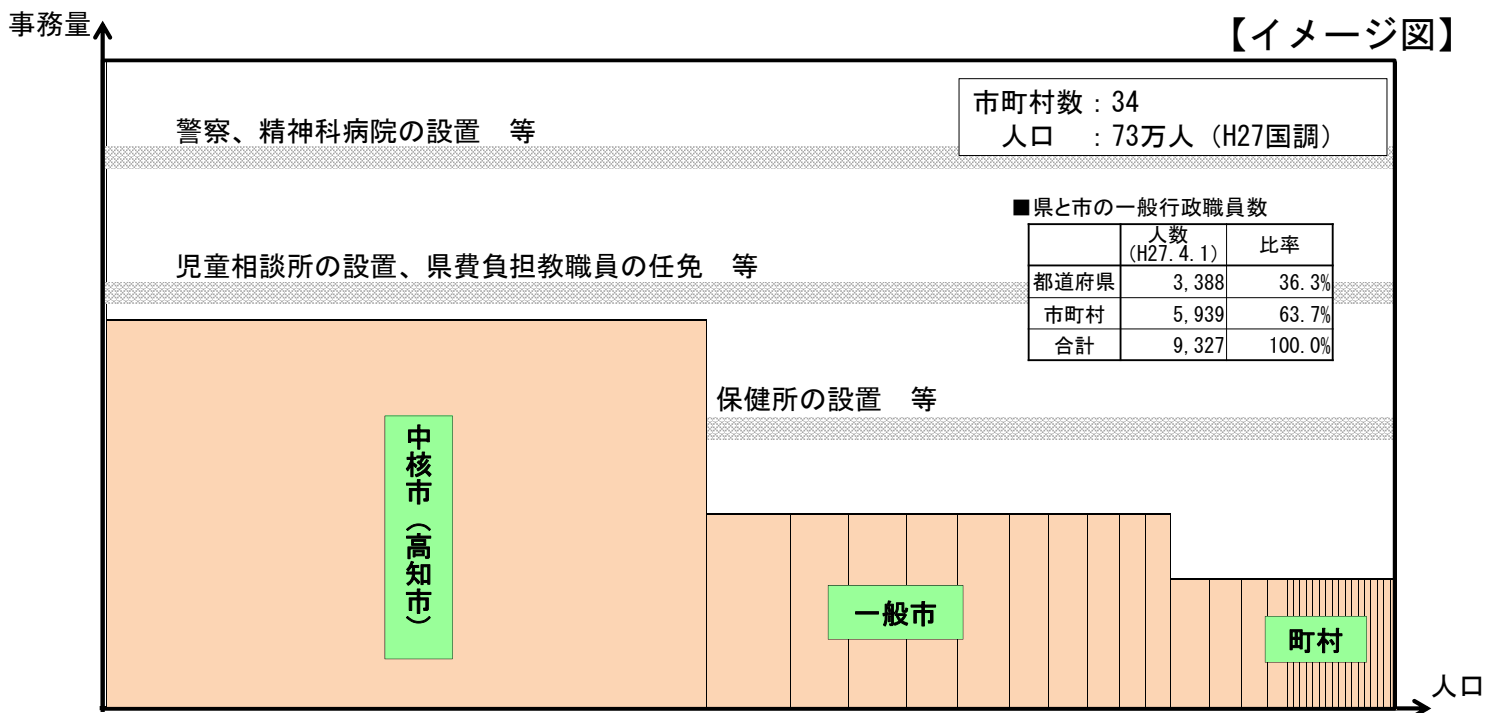 事務量
【イメージ図】
市町村数：34
人口　：73万人（H27国調）
警察、精神科病院の設置　等
■県と市の一般行政職員数
人数
(H27.4.1) 比率
都道府県 3,388 36.3%
市町村 5,939 63.7%
合計 9,327 100.0%
児童相談所の設置、県費負担教職員の任免　等
保健所の設置　等
中核市（高知市）
一般市
町村
人口